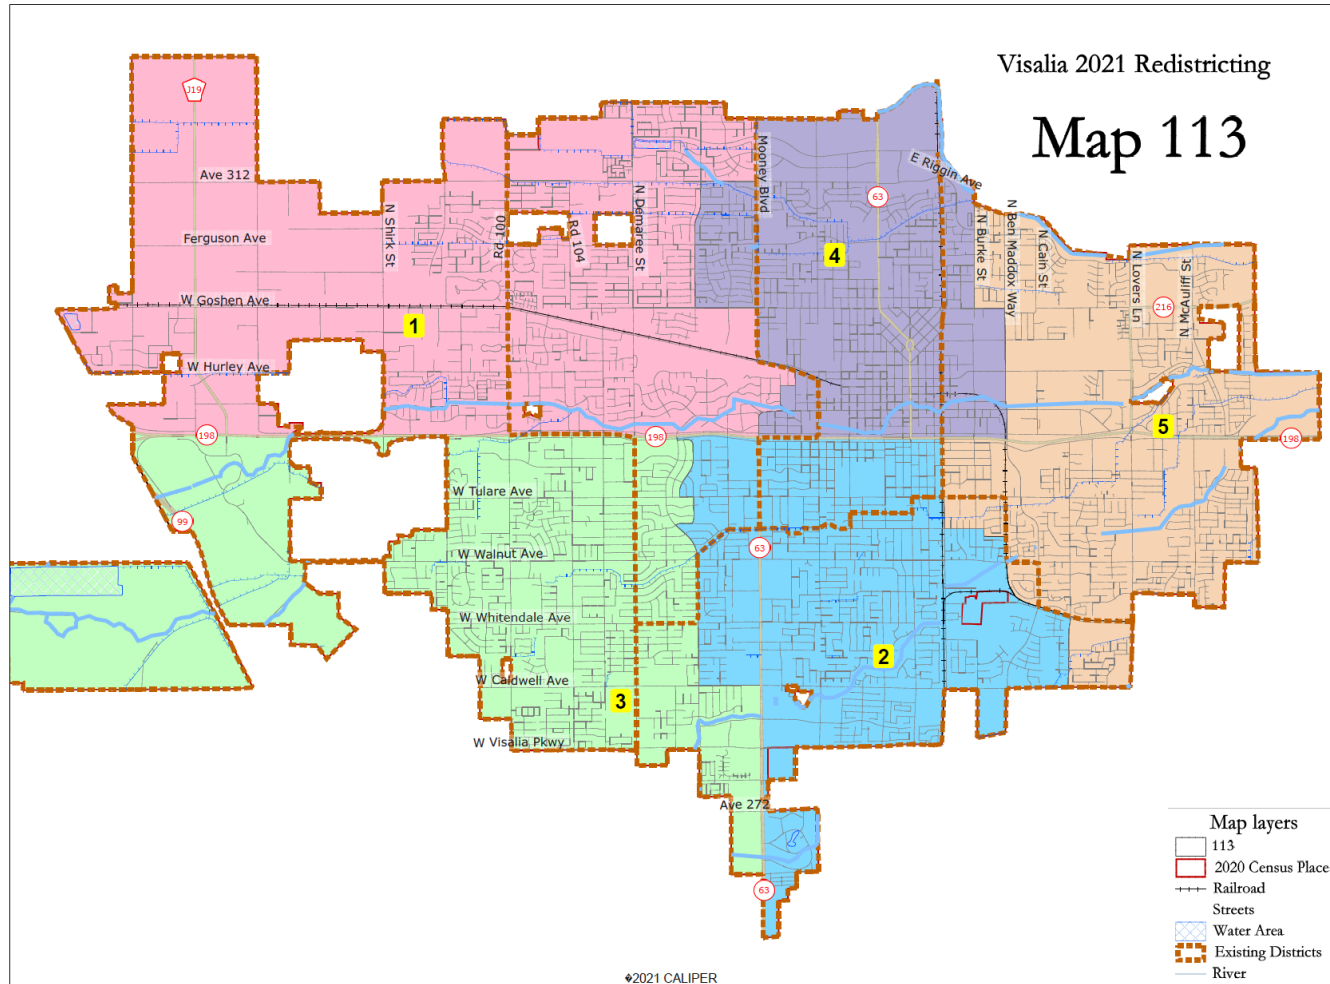 Visalia 2021 Redistricting
Map 113
J19
Ave 312
Ferguson Ave
W Goshen Ave
W Hurley Ave
N Shirk St
Rd 100
Rd 104
N Demaree St
Mooney Blvd
63
E Riggin Ave
N Burke St
N Ben Maddox Way
N Cain St
N Lovers Ln
N McAuliff St
216
4
1
5
198
198
198
99
W Tulare Ave
W Walnut Ave
63
W Whitendale Ave
2
W Caldwell Ave
3
W Visalia Pkwy
Ave 272
63
Map layers
113
2020 Census Place
Railroad
Streets
Water Area
Existing Districts
River
�2021 CALIPER